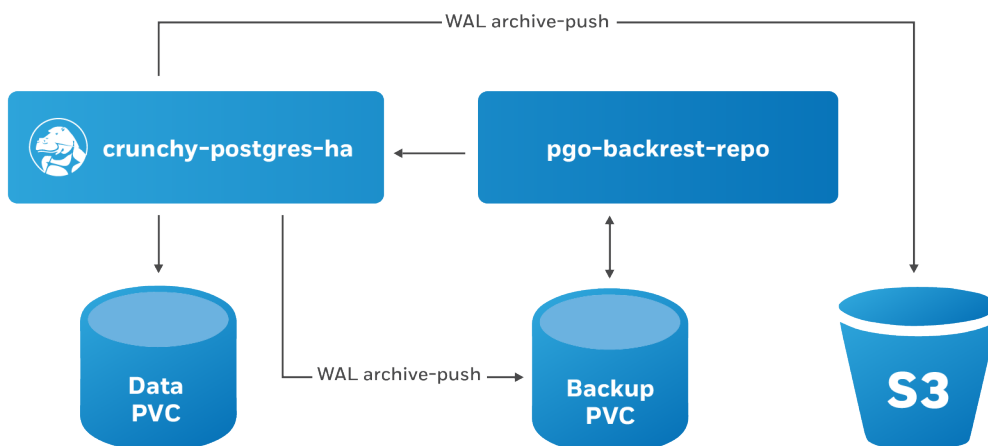 WAL archive-push
crunchy-postgres-ha
pgo-backrest-repo
WAL archive-push
Data
PVC
Backup
PVC
S3